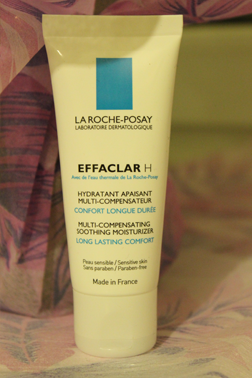 LA ROCHE-POSAY
LABORATOIRE DERMATOLOGIQUE
EFFACLAR H
Avec de l'eau thermale de La Roche-Posay
HYDRATANT APAISANT
MULTI-COMPENSATEUR
CONFORT LONGUE DURÉE
MULTI-COMPENSATING
SOOTHING MOISTURIZER
LONG LASTING COMFORT
Peau sensible / Sensitive skin
Sans paraben / Paraben-free
Made in France